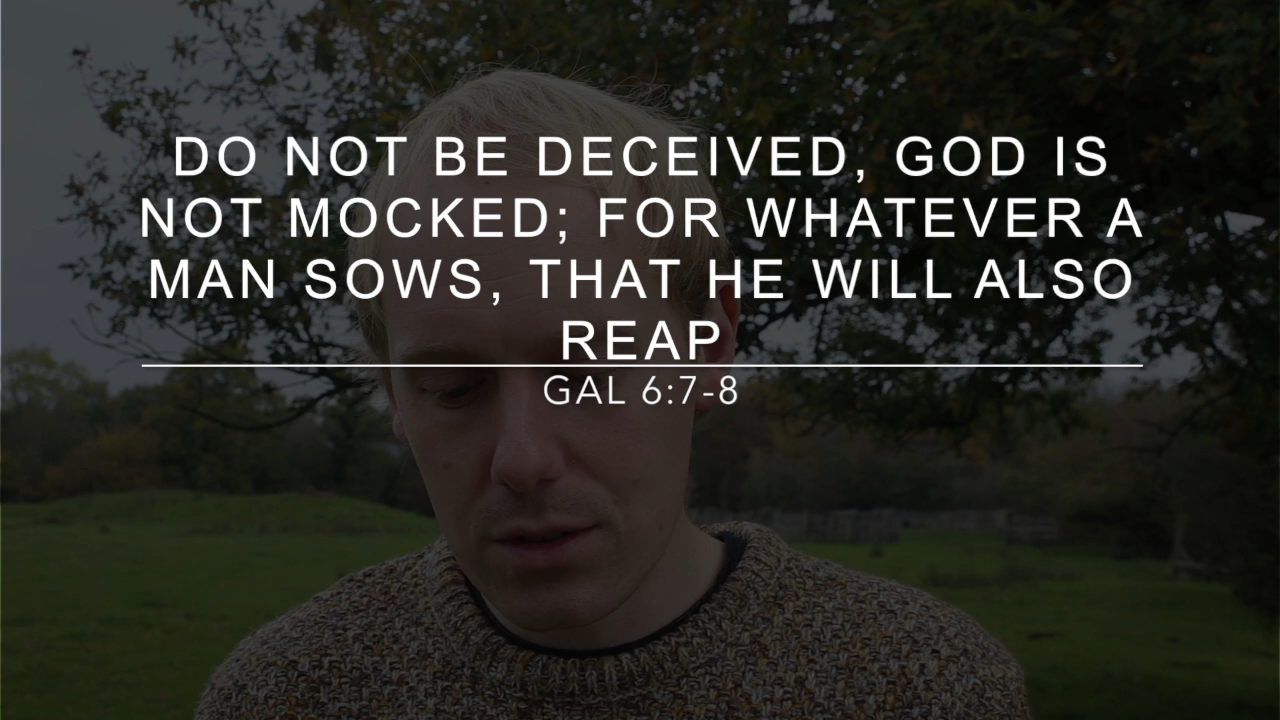 DO NOT BE DECEIVED, GOD IS
NOT MOCKED; FOR WHATEVER A
MAN SOWS, THAT HE WILL ALSO
REAP
GAL 6:7-8